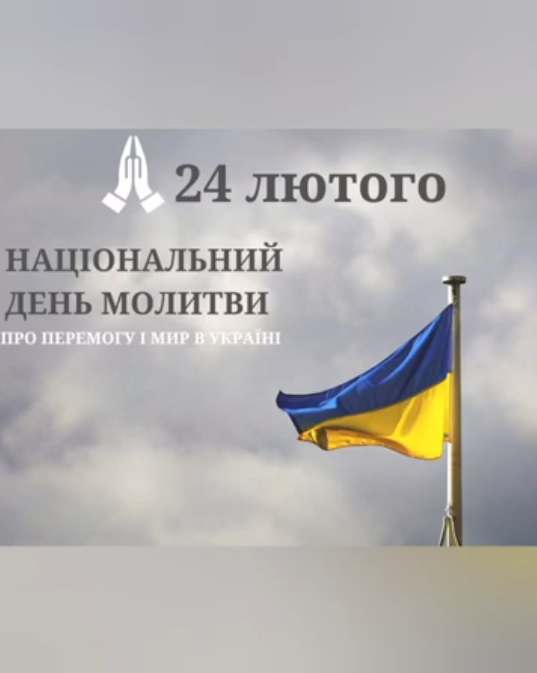 24 лютого
НАЦІОНАЛЬНИЙ
ДЕНЬ МОЛИТВИ
ПРО ПЕРЕМОГУ І МИР В УКРАЇНІ